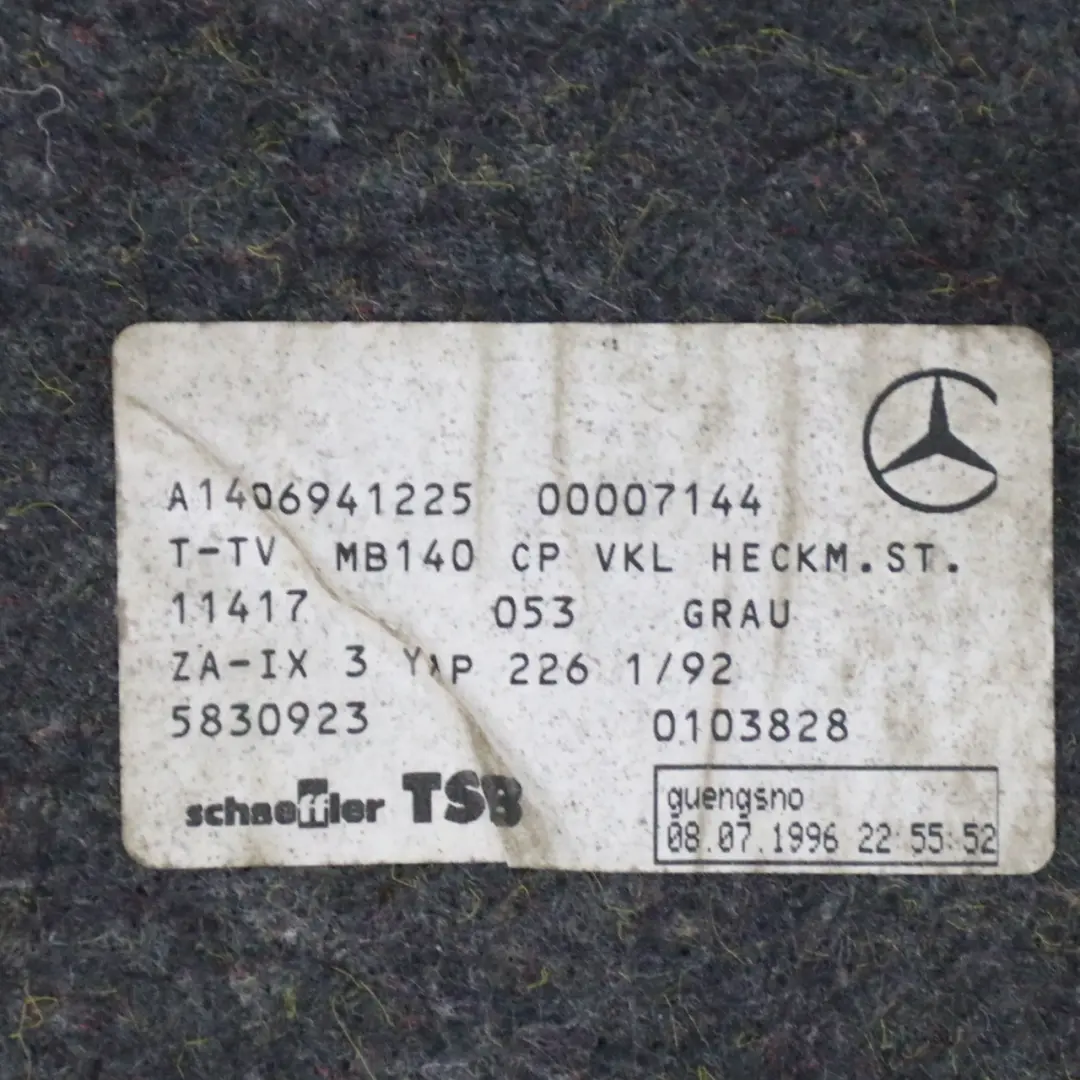 A1406941225 00007144
T-TV MB140 CP VKL HECKM.ST.
11417 053 GRAU
ZA-IX 3 226 1/92
5830923 0103828
schaeffler TSB
guengsno
08.07.1996 22:55:52